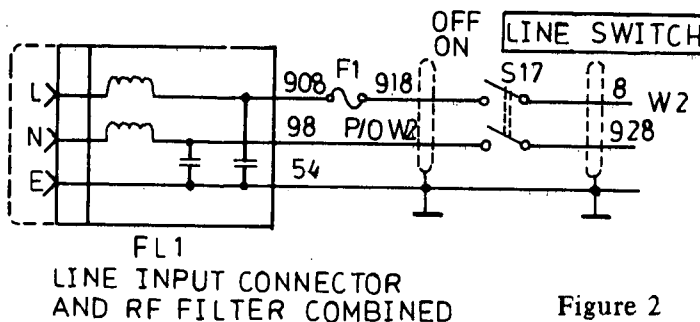 OFF
ON
LINE SWITCH
L
908
F1
918
S17
8
W2
N
98
P/O W2
928
E
54
FL1
LINE INPUT CONNECTOR
AND RF FILTER COMBINED
Figure 2